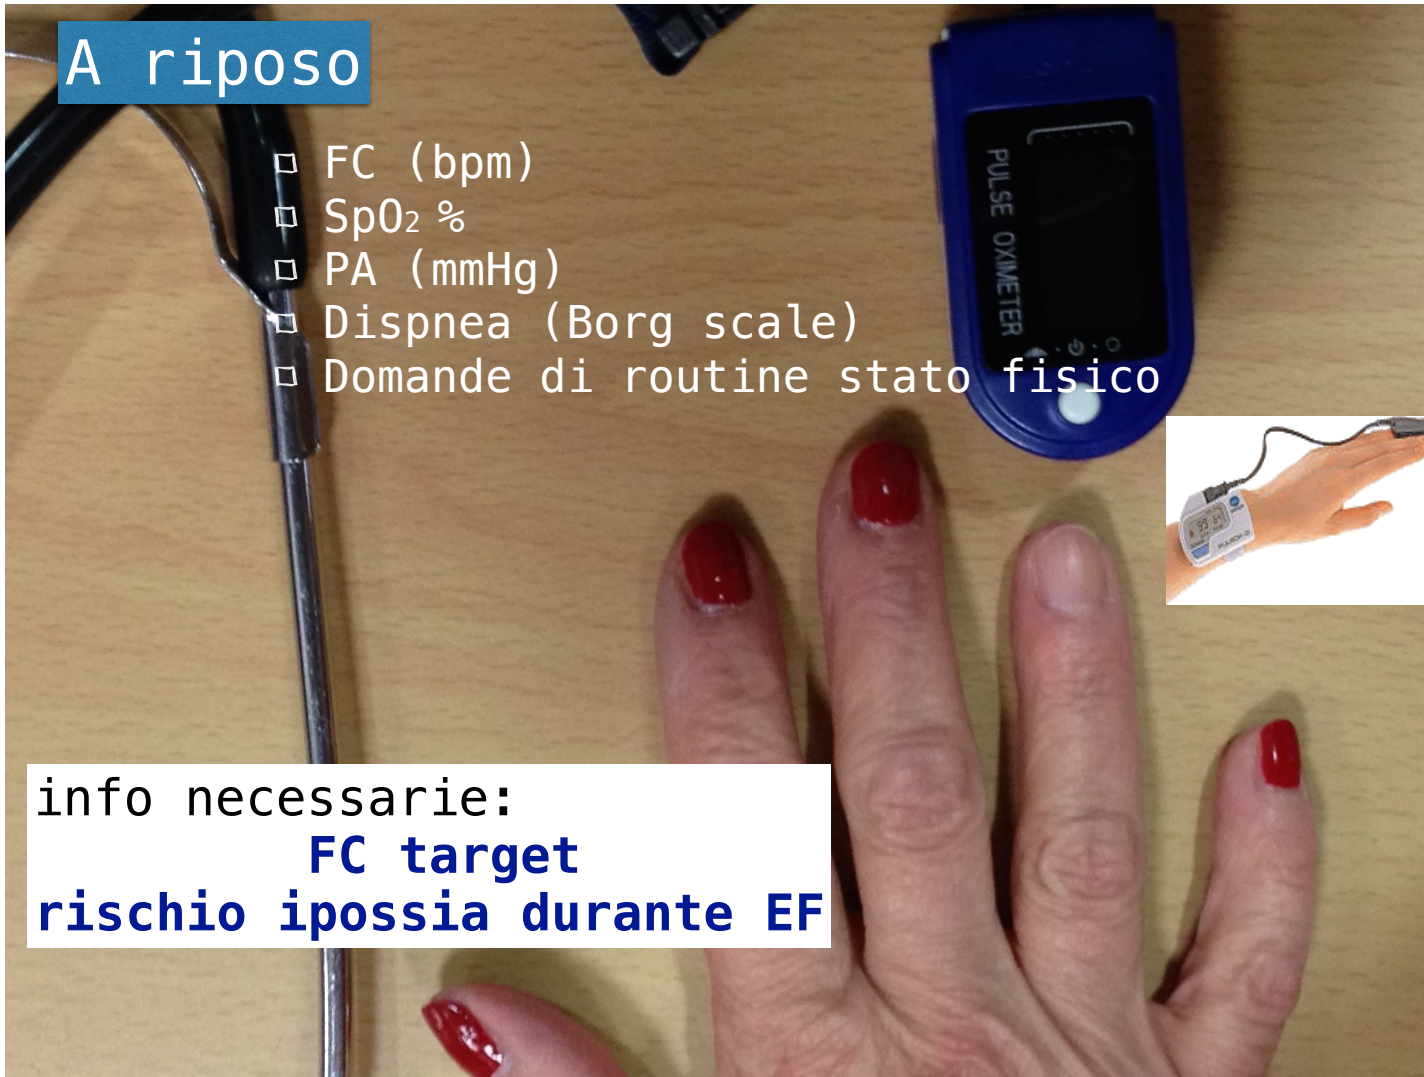 A riposo
FC (bpm)
SpO2 %
PA (mmHg)
Dispnea (Borg scale)
Domande di routine stato fisico
PULSE OXIMETER
info necessarie:
FC target
rischio ipossia durante EF